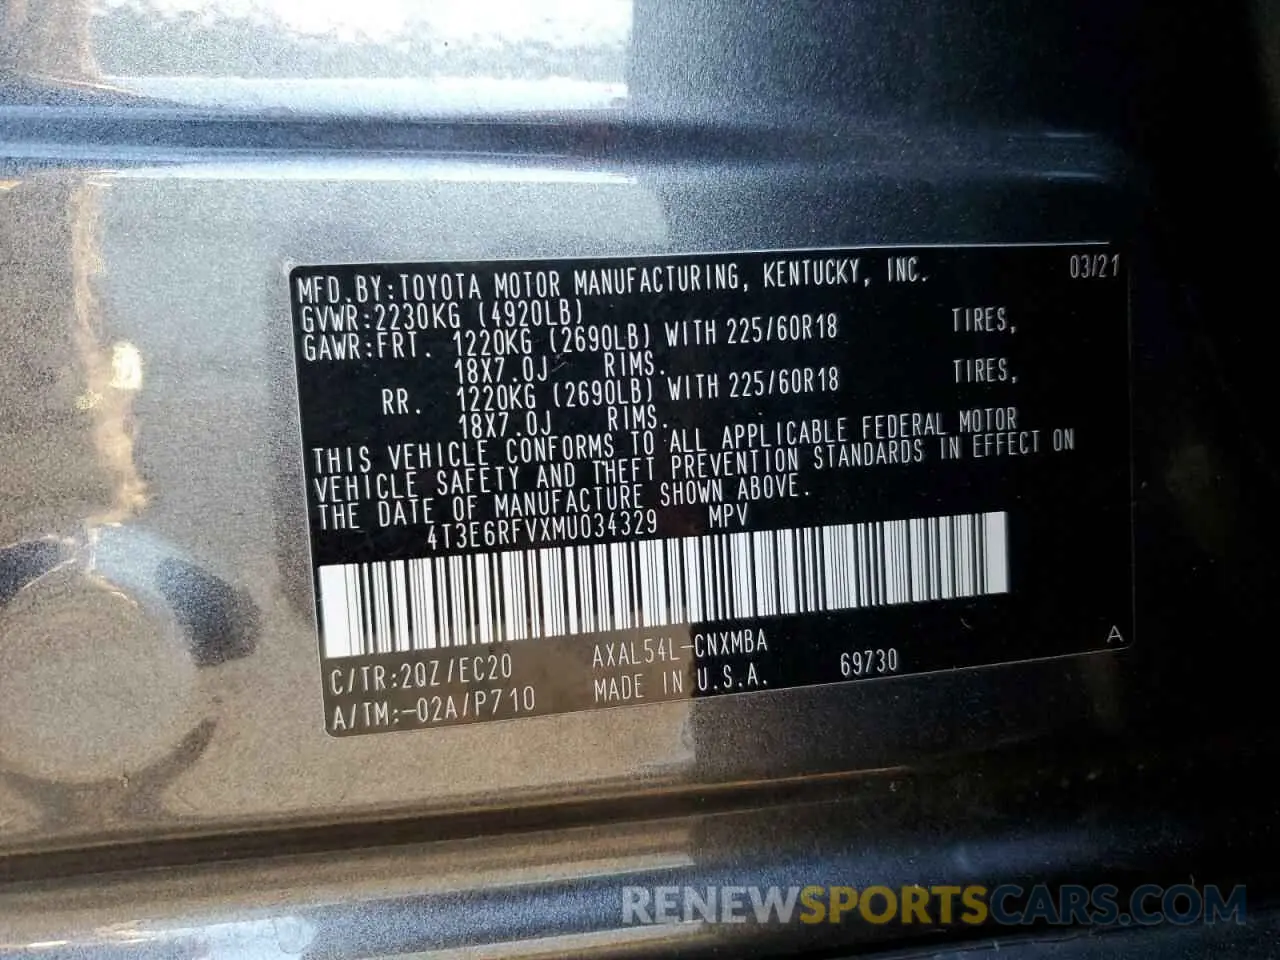 MFD.BY:TOYOTA MOTOR MANUFACTURING, KENTUCKY, INC. 03/21
GVWR:2230KG (4920LB)
GAWR:FRT. 1220KG (2690LB) WITH 225/60R18 TIRES,
18X7.0J RIMS.
RR. 1220KG (2690LB) WITH 225/60R18 TIRES,
18X7.0J RIMS.
THIS VEHICLE CONFORMS TO ALL APPLICABLE FEDERAL MOTOR
VEHICLE SAFETY AND THEFT PREVENTION STANDARDS IN EFFECT ON
THE DATE OF MANUFACTURE SHOWN ABOVE.
4T3E6RFVXMU034329 MPV
C/TR:2QZ/EC20 AXAL54L-CNXMBA A
A/TM:-02A/P710 MADE IN U.S.A. 69730
RENEWSPORTSCARS.COM